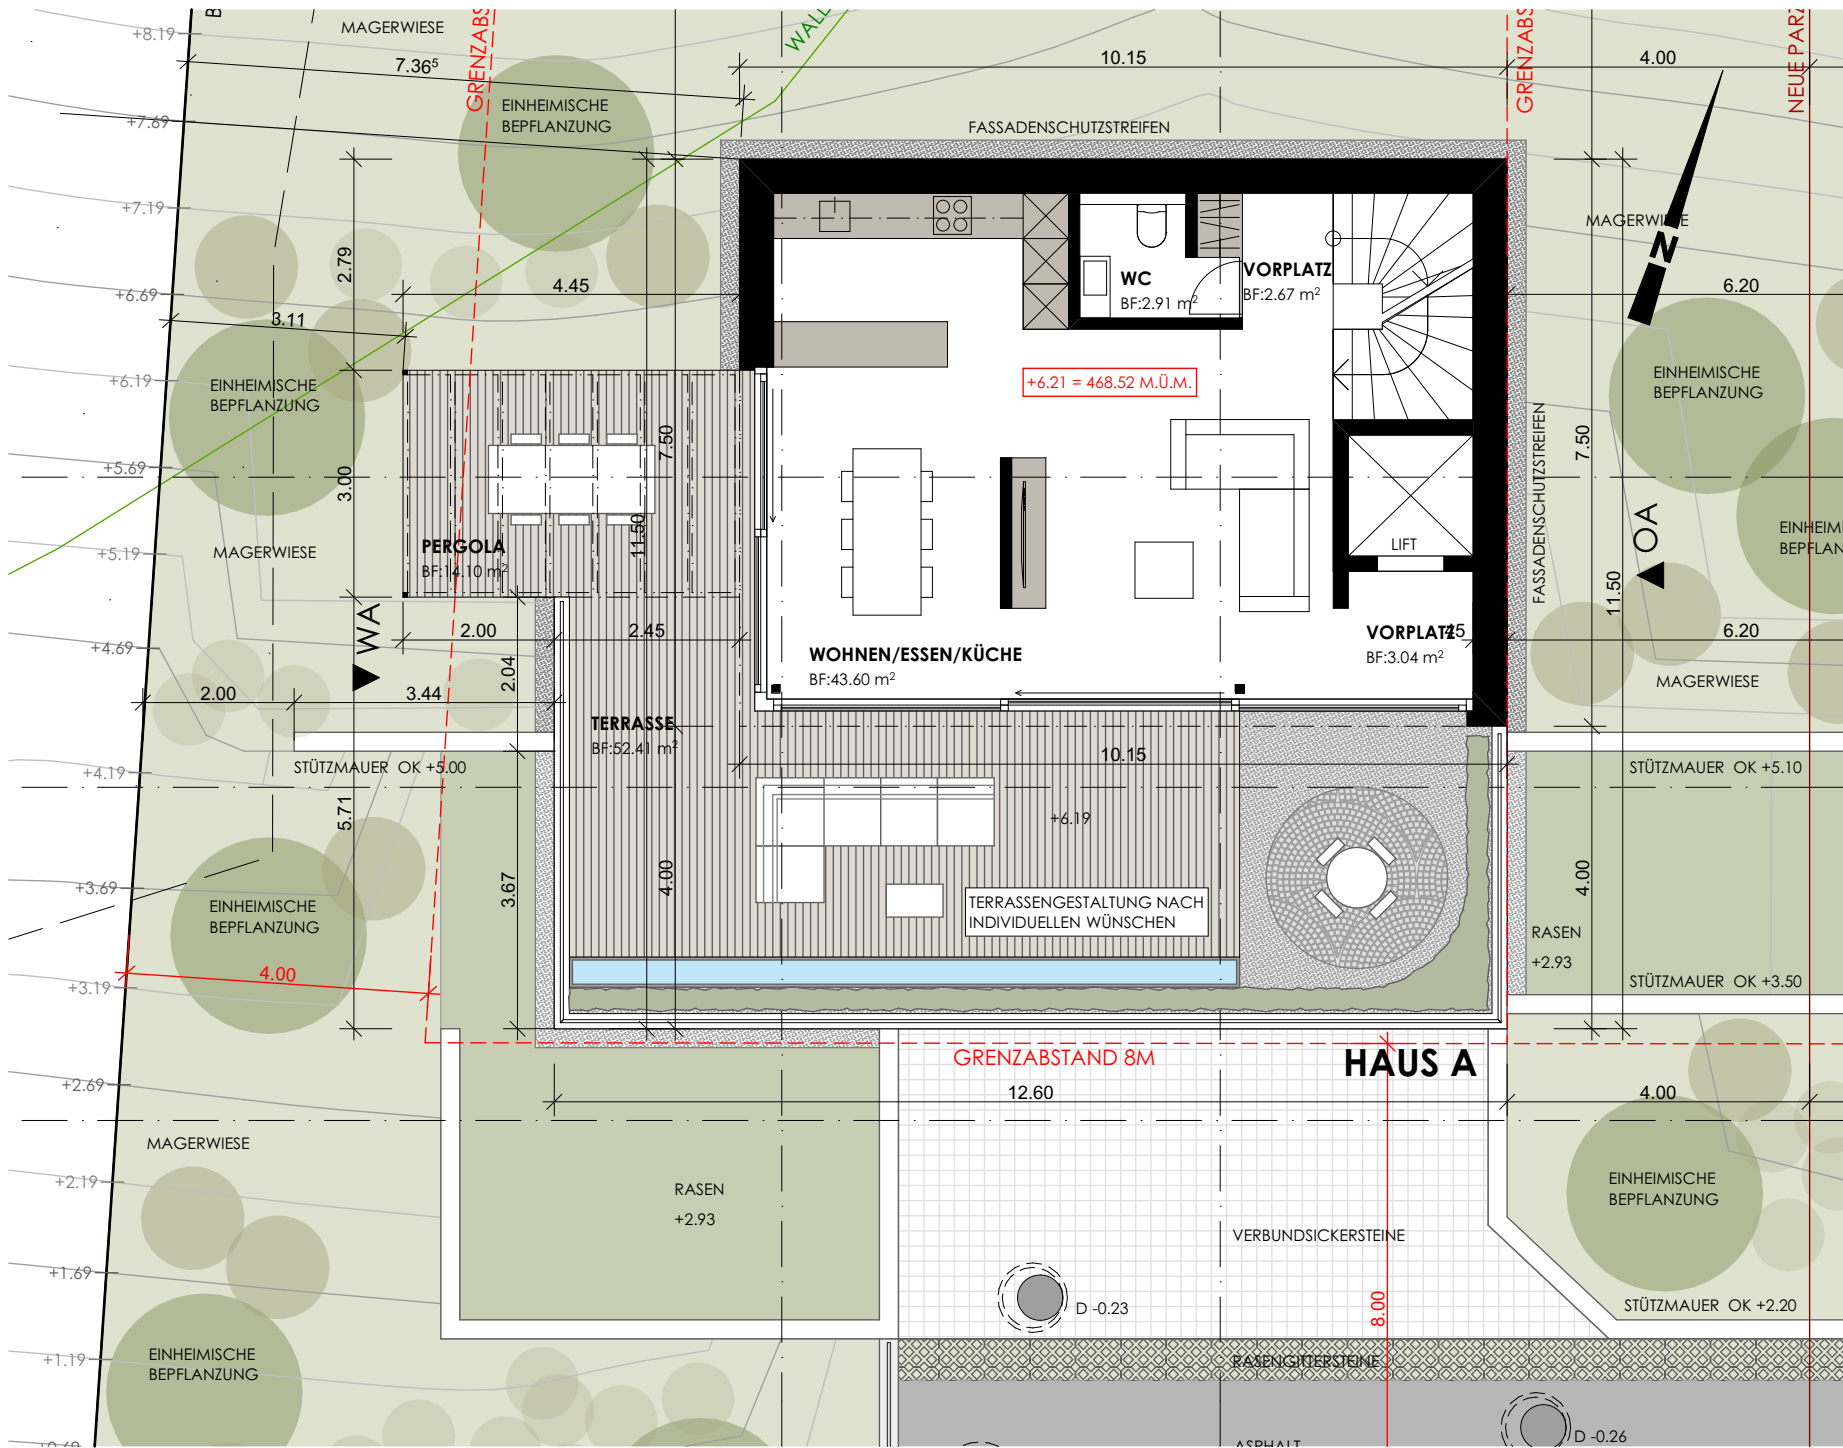 +8.19
B
MAGERWIESE
GRENZABS
WALL
10.15
GRENZABS
4.00
NEUE PARZ
7.36⁵
EINHEIMISCHE
BEPFLANZUNG
+7.69
FASSADENSCHUTZSTREIFEN
+7.19
MAGERWIESE
N
2.79
4.45
WC
BF:2.91 m²
VORPLATZ
BF:2.67 m²
6.20
+6.69
3.11
+6.19
EINHEIMISCHE
BEPFLANZUNG
+6.21 = 468.52 M.Ü.M.
EINHEIMISCHE
BEPFLANZUNG
7.50
7.50
FASSADENSCHUTZSTREIFEN
+5.69
3.00
11.50
OA
EINHEIM
BEPFLAN
MAGERWIESE
PERGOLA
BF:14.10 m²
LIFT
+5.19
11.50
WA
2.00
2.45
VORPLATZ
45
BF:3.04 m²
6.20
+4.69
WOHNEN/ESSEN/KÜCHE
BF:43.60 m²
2.04
MAGERWIESE
2.00
3.44
TERRASSE
BF:52.41 m²
10.15
STÜTZMAUER OK +5.00
STÜTZMAUER OK +5.10
+4.19
5.71
+6.19
4.00
4.00
3.67
+3.69
EINHEIMISCHE
BEPFLANZUNG
TERRASSENGESTALTUNG NACH
INDIVIDUELLEN WÜNSCHEN
RASEN
+2.93
4.00
+3.19
STÜTZMAUER OK +3.50
GRENZABSTAND 8M
HAUS A
+2.69
12.60
4.00
MAGERWIESE
+2.19
RASEN
+2.93
EINHEIMISCHE
BEPFLANZUNG
VERBUNDSICKERSTEINE
+1.69
D -0.23
8.00
STÜTZMAUER OK +2.20
+1.19
EINHEIMISCHE
BEPFLANZUNG
RASENGITTERSTEINE
D -0.26
ASPHALT
+0.69